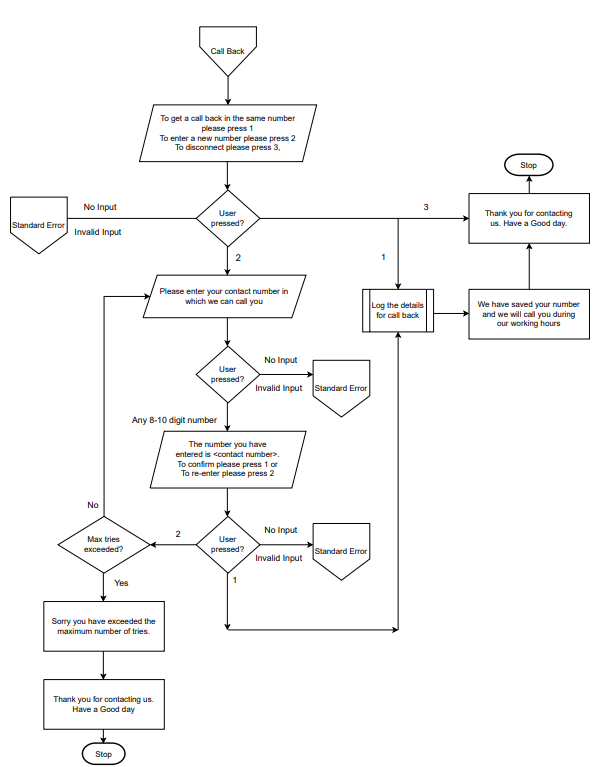 Call Back
To get a call back in the same number
please press 1
To enter a new number please press 2
To disconnect please press 3,
Stop
No Input
Standard Error
Invalid Input
User
pressed?
3
Thank you for contacting
us. Have a Good day.
2
1
Please enter your contact number in
which we can call you
Log the details
for call back
We have saved your number
and we will call you during
our working hours
User
pressed?
No Input
Invalid Input
Standard Error
Any 8-10 digit number
The number you have
entered is <contact number>.
To confirm please press 1 or
To re-enter please press 2
No
Max tries
exceeded?
2
User
pressed?
No Input
Invalid Input
Standard Error
Yes
1
Sorry you have exceeded the
maximum number of tries.
Thank you for contacting us.
Have a Good day
Stop